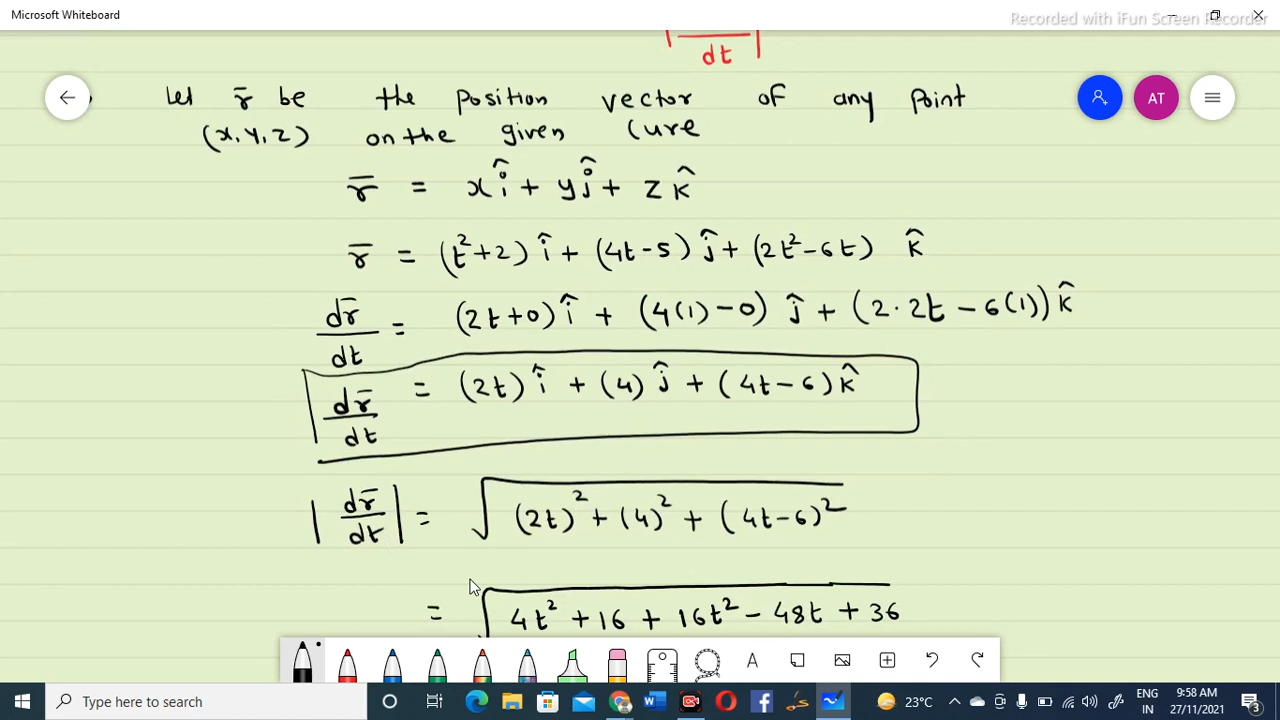 Microsoft Whiteboard
Recorded with iFun Screen Recorder
dt
Let r̄ be the position vector of any point
(x,y,z) on the given cure
r̄ = xî + yĵ + zk̂
r̄ = (t²+2) î + (4t-5) ĵ + (2t²-6t) k̂
dr̄/dt = (2t+0) î + (4(1)-0) ĵ + (2·2t - 6(1)) k̂
dr̄/dt = (2t) î + (4) ĵ + (4t-6) k̂
|dr̄/dt| = √((2t)² + (4)² + (4t-6)²)
= √(4t² + 16 + 16t² - 48t + 36)
AT
A
Type here to search
23°C
ENG
IN
9:58 AM
27/11/2021
3